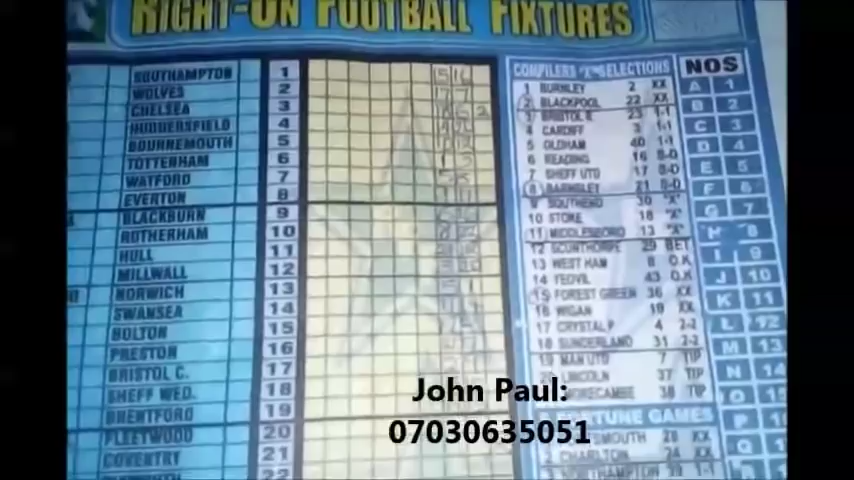 RIGHT-ON FOOTBALL FIXTURES
SOUTHAMPTON 1
WOLVES 2
CHELSEA 3
HUDDERSFIELD 4
BOURNEMOUTH 5
TOTTENHAM 6
WATFORD 7
EVERTON 8
BLACKBURN 9
ROTHERHAM 10
HULL 11
MILLWALL 12
NORWICH 13
SWANSEA 14
BOLTON 15
PRESTON 16
BRISTOL C. 17
SHEFF WED. 18
BRENTFORD 19
FLEETWOOD 20
COVENTRY 21
22
COMPILERS "X" SELECTIONS
1 BURNLEY 2 XX
2 BLACKPOOL 22 XX
3 BRISTOL R 23 1-1
4 CARDIFF 3 1-1
5 OLDHAM 40 1-1
6 READING 16 S-D
7 SHEFF UTD 17 S-D
8 BARNSLEY 21 S-D
9 SOUTHEND 30 "X"
10 STOKE 18 "X"
11 MIDDLESBORO 13 "X"
12 SCUNTHORPE 29 BET
13 WEST HAM 8 O.K
14 YEOVIL 43 O.K
15 FOREST GREEN 36 XX
16 WIGAN 19 XX
17 CRYSTAL P 4 2-2
18 SUNDERLAND 31 2-2
19 MAN UTD 7 TIP
20 LINCOLN 37 TIP
38 TIP
FORTUNE GAMES
28 XX
2 CHARLTON 24 XX
3 SOUTHAMPTON 1-1
NOS
A 1
B 2
C 3
D 4
E 5
F 6
G 7
H 8
I 9
J 10
K 11
L 12
M 13
N 14
O 15
P
Q
John Paul:
07030635051